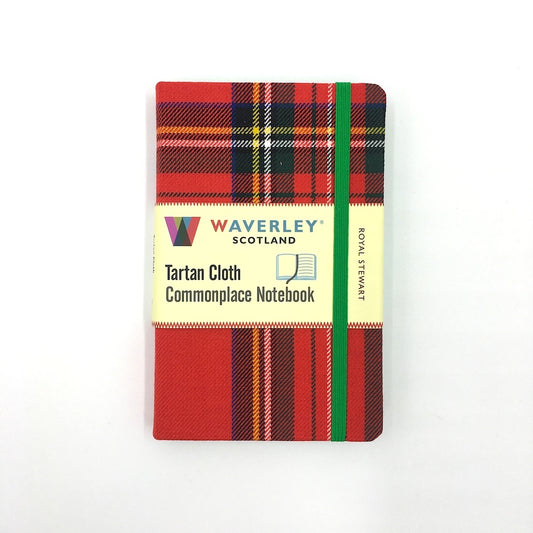 WAVERLEY®
SCOTLAND
Tartan Cloth
Commonplace Notebook
ROYAL STEWART